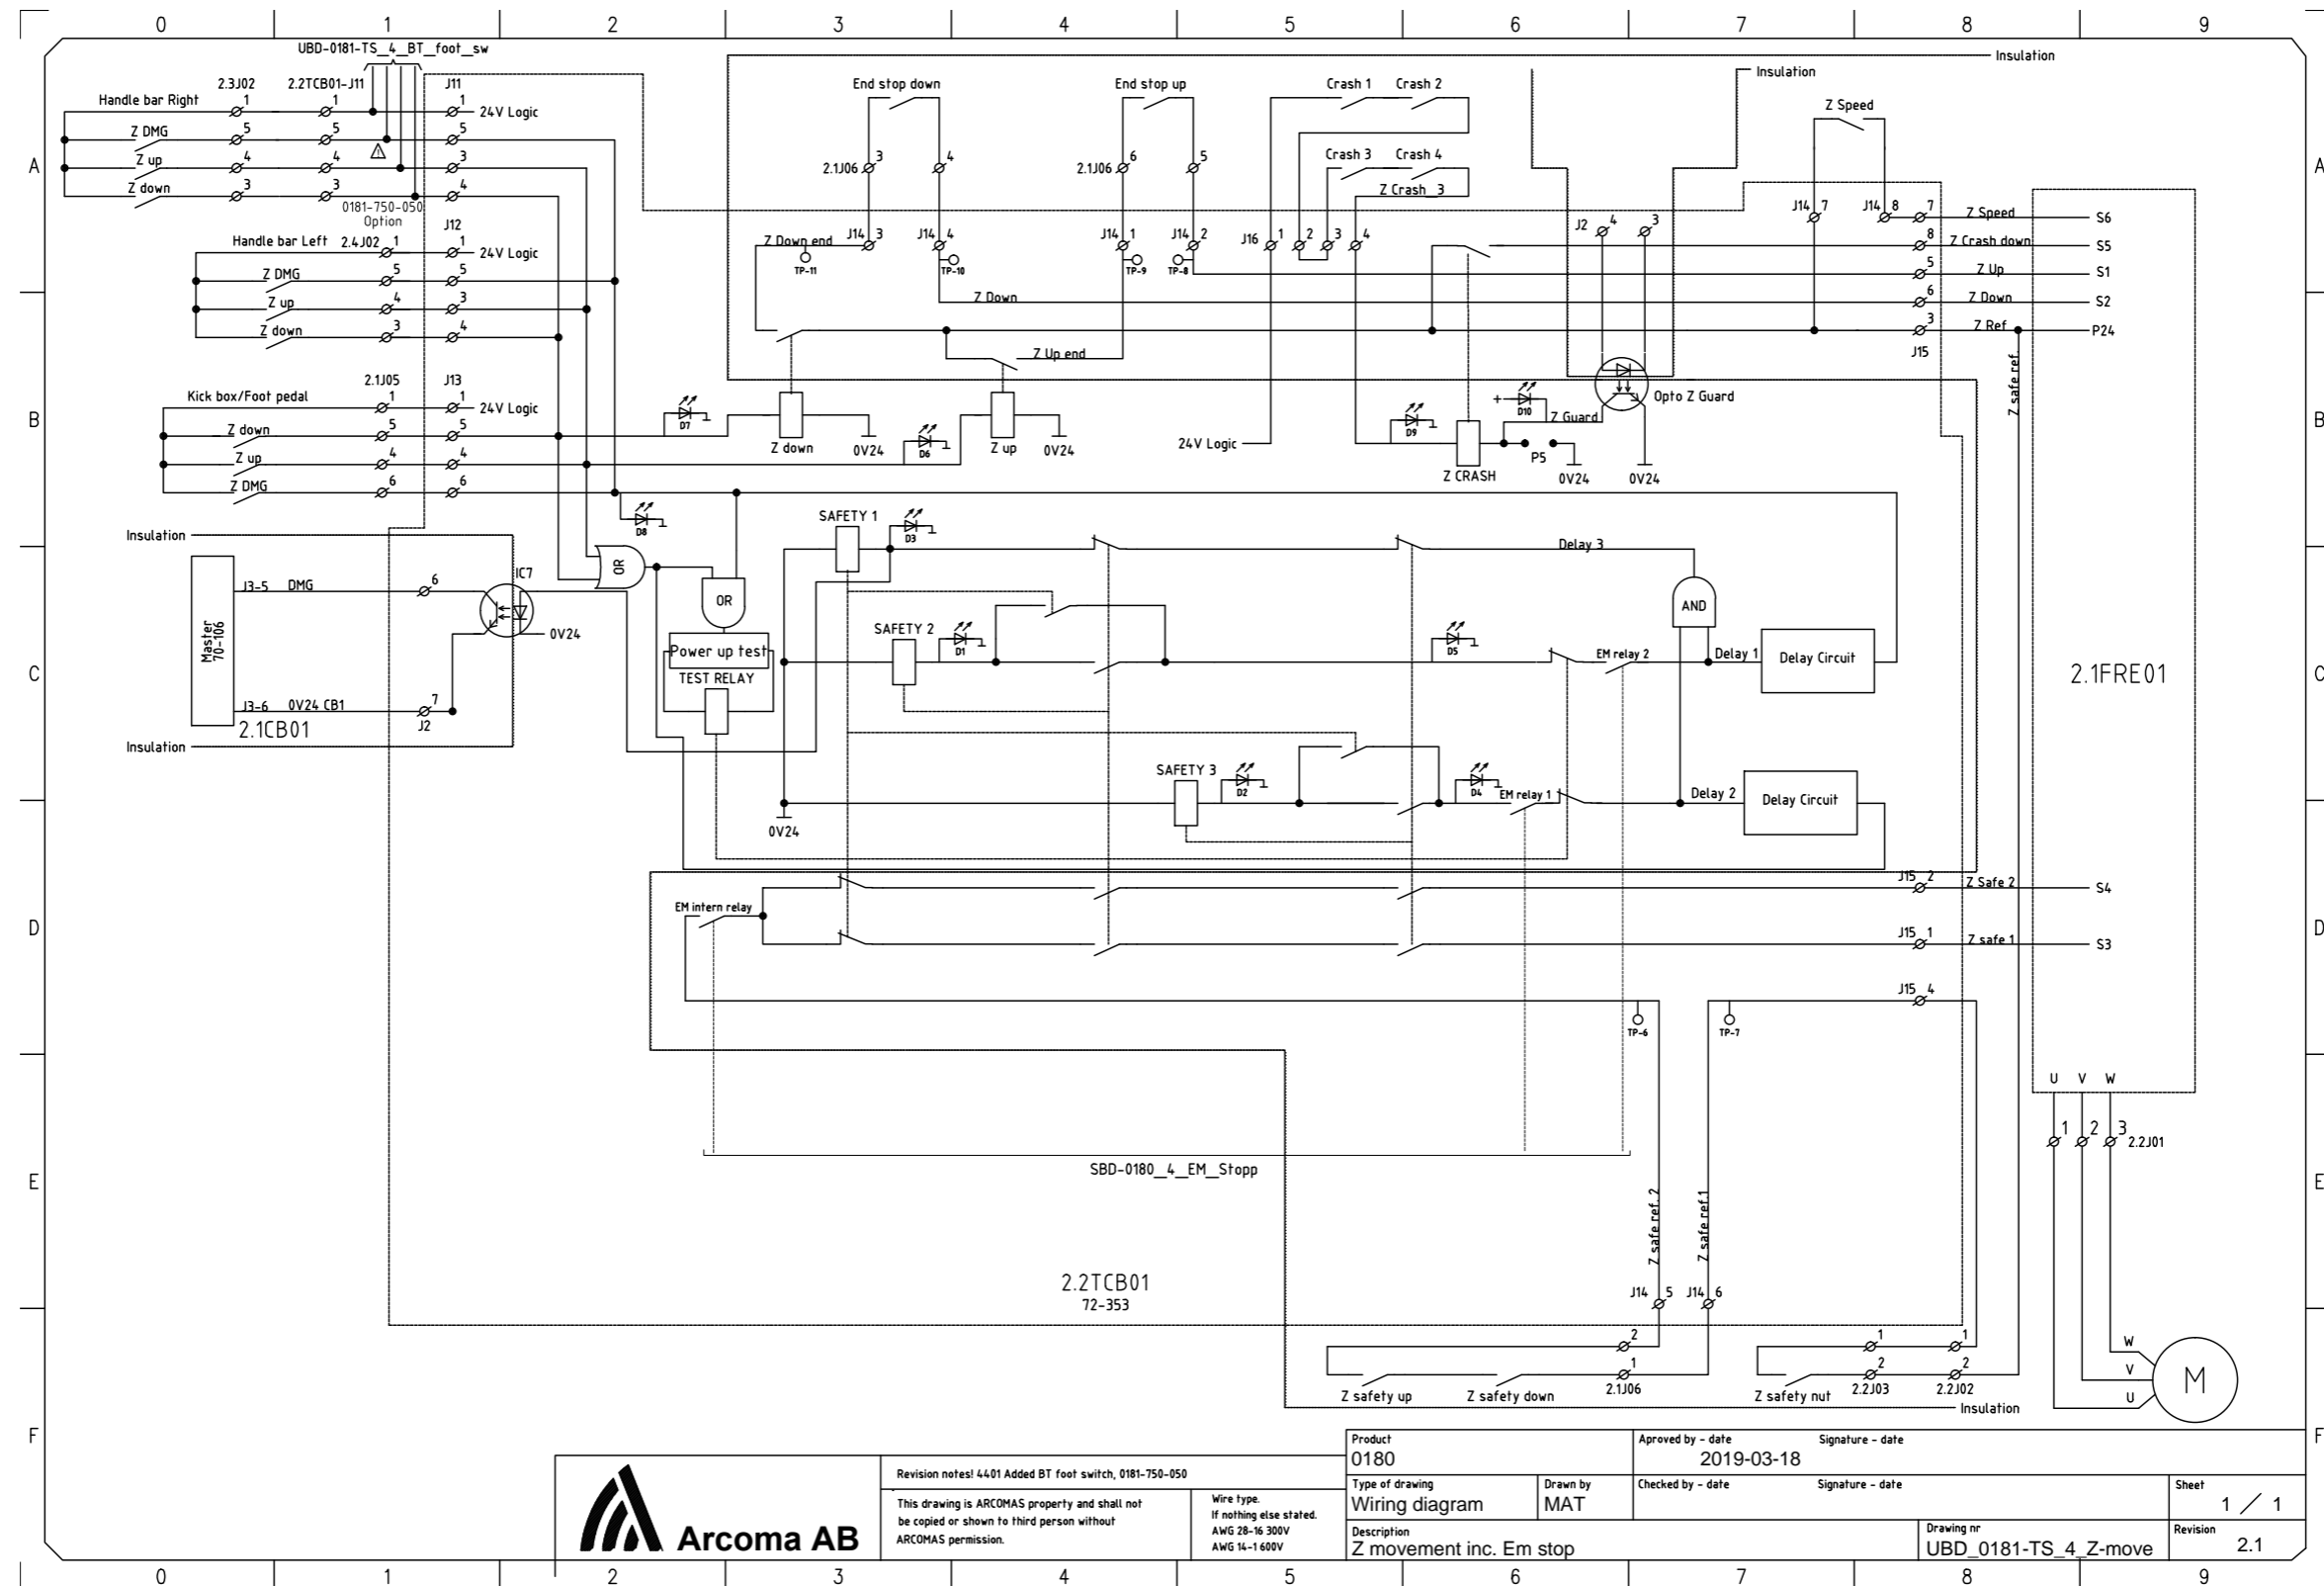 0 1 2 3 4 5 6 7 8 9
UBD-0181-TS_4_BT_foot_sw
Insulation
Insulation
2.3J02 2.2TCB01-J11 J11
Handle bar Right 1 1 1 24V Logic
Z DMG 5 5 5
Z up 4 4 3
Z down 3 3 4
0181-750-050
Option
End stop down
2.1J06 3 4
End stop up
2.1J06 6 5
Crash 1 Crash 2
Crash 3 Crash 4
Z Crash_3
Z Speed
A A
J12
Handle bar Left 2.4J02 1 1 24V Logic
Z DMG 5 5
Z up 4 3
Z down 3 4
Z Down end J14 3 J14 4
TP-11 TP-10
J14 1 J14 2
TP-9 TP-8
J16 1 2 3 4
J2 4 3
J14 7 J14 8 7 Z Speed S6
8 Z Crash down S5
5 Z Up S1
Z Down 6 Z Down S2
3 Z Ref P24
J15
Z Up end
Z safe ref.
2.1J05 J13
Kick box/Foot pedal 1 1 24V Logic
Z down 5 5
Z up 4 4
Z DMG 6 6
B B
D7
Z down
0V24
D6
Z up
0V24
24V Logic
D9
Z CRASH
+ D10
Z Guard
P5
0V24
0V24
Opto Z Guard
D8
Insulation
SAFETY 1
D3
Delay 3
OR
OR
AND
IC7
J3-5 DMG 6
Master
70-106
0V24
J3-6 0V24 CB1 7
J2
2.1CB01
Insulation
Power up test
TEST RELAY
SAFETY 2
D1
D5
EM relay 2
Delay 1
Delay Circuit
C C
2.1FRE01
SAFETY 3
D2
D4
EM relay 1
Delay 2
Delay Circuit
0V24
EM intern relay
J15 2 Z Safe 2 S4
J15 1 Z safe 1 S3
D D
J15 4
TP-6
TP-7
U V W
1 2 3 2.2J01
SBD-0180_4_EM_Stopp
E E
Z safe ref. 2
Z safe ref.1
2.2TCB01
72-353
J14 5 J14 6
2
1
2.1J06
Z safety up
Z safety down
1 1
2 2
2.2J03 2.2J02
Z safety nut
Insulation
W
V
U
M
F F
Arcoma AB
Revision notes! 4401 Added BT foot switch, 0181-750-050
This drawing is ARCOMAS property and shall not
be copied or shown to third person without
ARCOMAS permission.
Wire type.
If nothing else stated.
AWG 28-16 300V
AWG 14-1 600V
Product
0180
Aproved by - date Signature - date
2019-03-18
Type of drawing
Wiring diagram
Drawn by
MAT
Checked by - date Signature - date
Sheet
1 / 1
Description
Z movement inc. Em stop
Drawing nr
UBD_0181-TS_4_Z-move
Revision
2.1
0 1 2 3 4 5 6 7 8 9